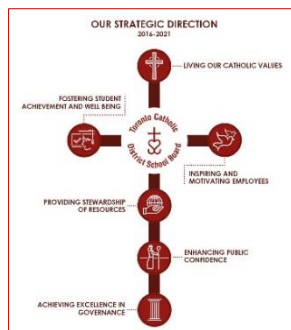 OUR STRATEGIC DIRECTION
2016-2021
LIVING OUR CATHOLIC VALUES
FOSTERING STUDENT
ACHIEVEMENT AND WELL BEING
Toronto Catholic
District School Board
INSPIRING AND
MOTIVATING EMPLOYEES
PROVIDING STEWARDSHIP
OF RESOURCES
ENHANCING PUBLIC
CONFIDENCE
ACHIEVING EXCELLENCE IN
GOVERNANCE